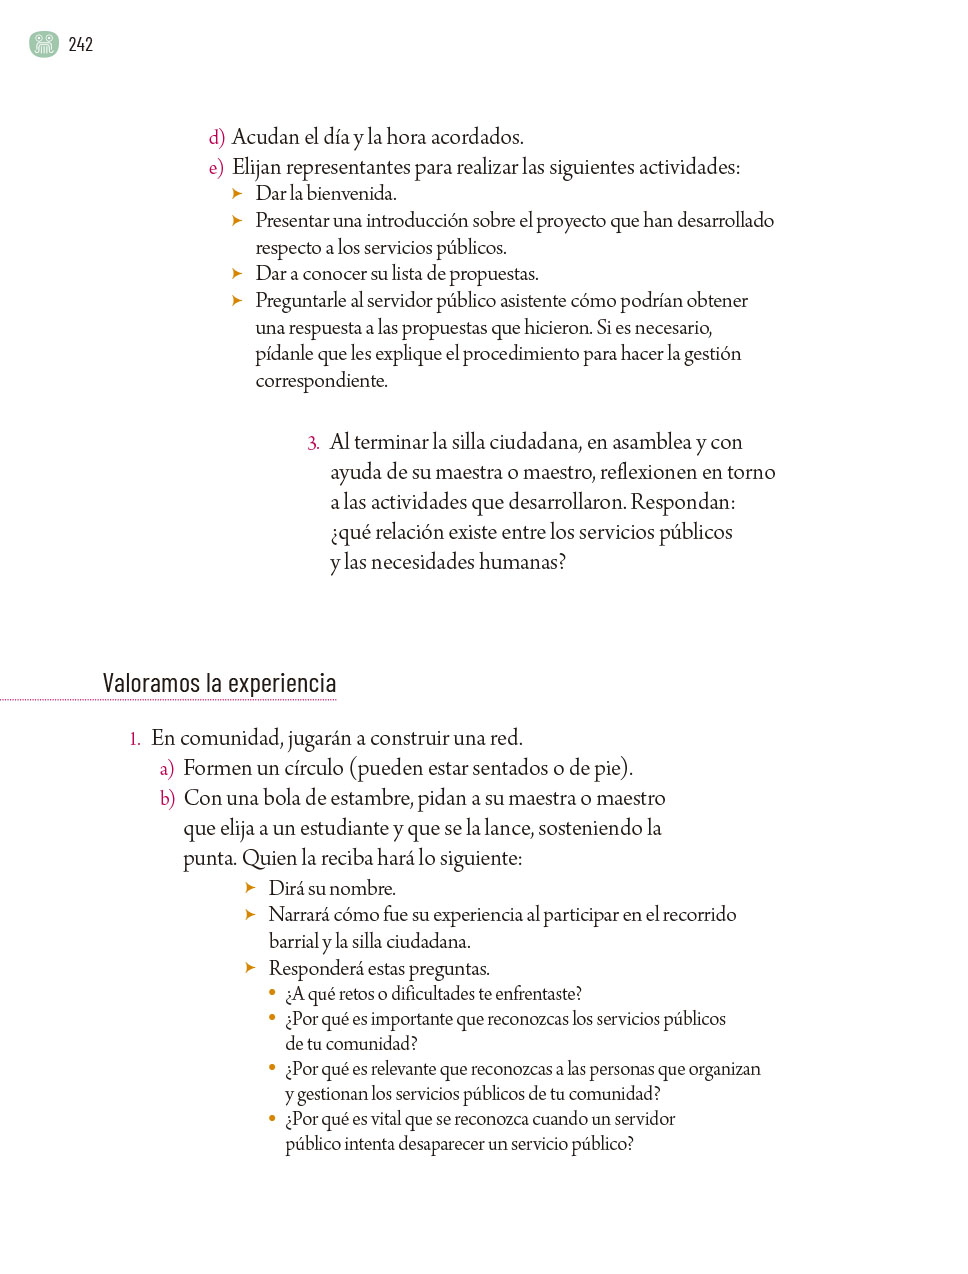 242
d) Acudan el día y la hora acordados.
e) Elijan representantes para realizar las siguientes actividades:
➤ Dar la bienvenida.
➤ Presentar una introducción sobre el proyecto que han desarrollado
respecto a los servicios públicos.
➤ Dar a conocer su lista de propuestas.
➤ Preguntarle al servidor público asistente cómo podrían obtener
una respuesta a las propuestas que hicieron. Si es necesario,
pídanle que les explique el procedimiento para hacer la gestión
correspondiente.
3. Al terminar la silla ciudadana, en asamblea y con
ayuda de su maestra o maestro, reflexionen en torno
a las actividades que desarrollaron. Respondan:
¿qué relación existe entre los servicios públicos
y las necesidades humanas?
Valoramos la experiencia
1. En comunidad, jugarán a construir una red.
a) Formen un círculo (pueden estar sentados o de pie).
b) Con una bola de estambre, pidan a su maestra o maestro
que elija a un estudiante y que se la lance, sosteniendo la
punta. Quien la reciba hará lo siguiente:
➤ Dirá su nombre.
➤ Narrará cómo fue su experiencia al participar en el recorrido
barrial y la silla ciudadana.
➤ Responderá estas preguntas.
• ¿A qué retos o dificultades te enfrentaste?
• ¿Por qué es importante que reconozcas los servicios públicos
de tu comunidad?
• ¿Por qué es relevante que reconozcas a las personas que organizan
y gestionan los servicios públicos de tu comunidad?
• ¿Por qué es vital que se reconozca cuando un servidor
público intenta desaparecer un servicio público?